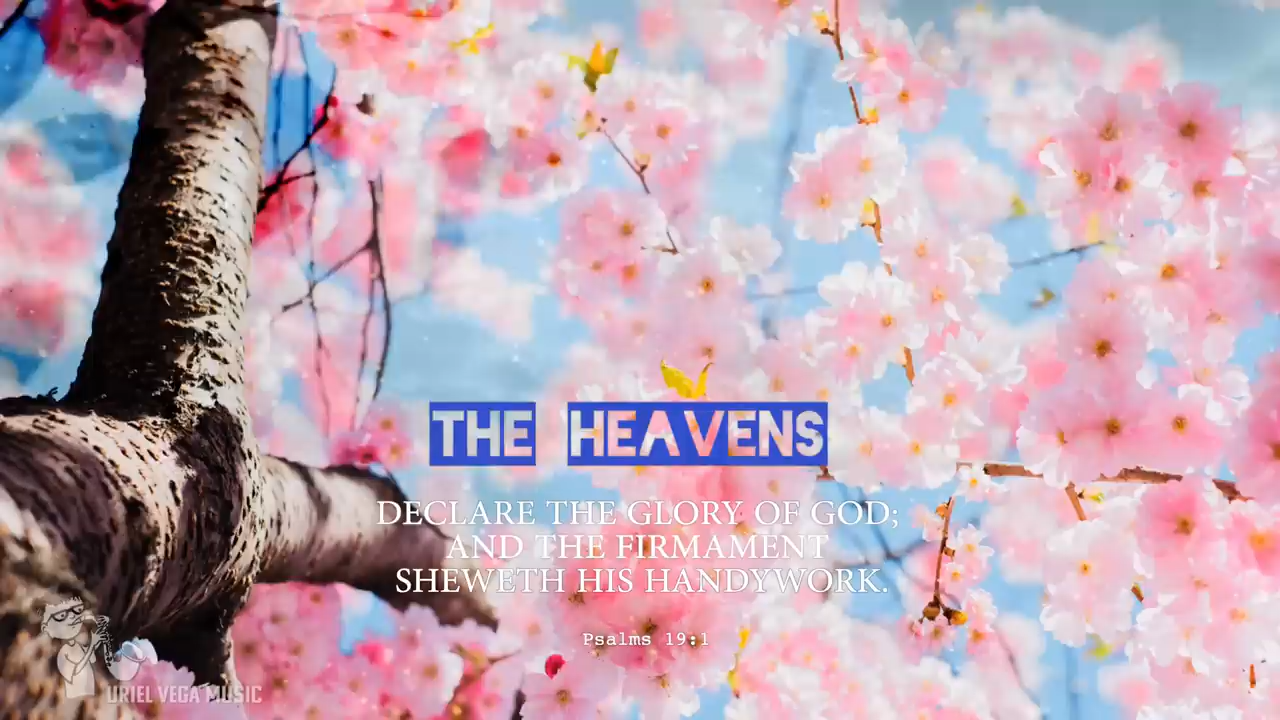 THE HEAVENS
DECLARE THE GLORY OF GOD;
AND THE FIRMAMENT
SHEWETH HIS HANDYWORK.
Psalms 19:1
URIEL VEGA MUSIC